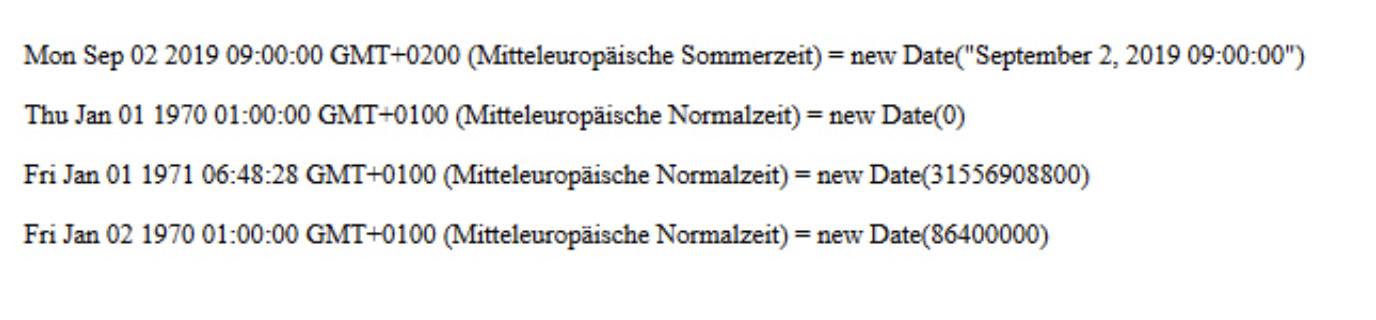 Mon Sep 02 2019 09:00:00 GMT+0200 (Mitteleuropäische Sommerzeit) = new Date("September 2, 2019 09:00:00")
Thu Jan 01 1970 01:00:00 GMT+0100 (Mitteleuropäische Normalzeit) = new Date(0)
Fri Jan 01 1971 06:48:28 GMT+0100 (Mitteleuropäische Normalzeit) = new Date(31556908800)
Fri Jan 02 1970 01:00:00 GMT+0100 (Mitteleuropäische Normalzeit) = new Date(86400000)